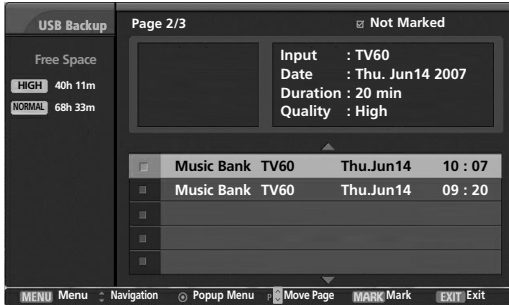 USB Backup
Page 2/3
Not Marked
Free Space
HIGH 40h 11m
NORMAL 68h 33m
Input : TV60
Date : Thu. Jun14 2007
Duration : 20 min
Quality : High
Music Bank TV60 Thu.Jun14 10 : 07
Music Bank TV60 Thu.Jun14 09 : 20
MENU Menu Navigation Popup Menu P Move Page MARK Mark EXIT Exit